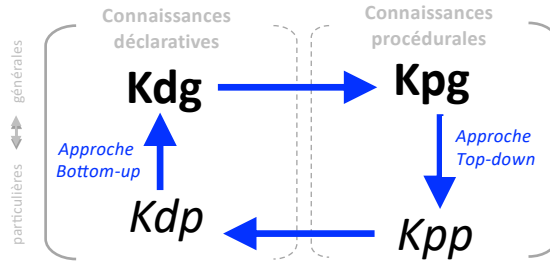 Connaissances
déclaratives
Connaissances
procédurales
générales
particulières
Kdg
Kpg
Approche
Bottom-up
Approche
Top-down
Kdp
Kpp